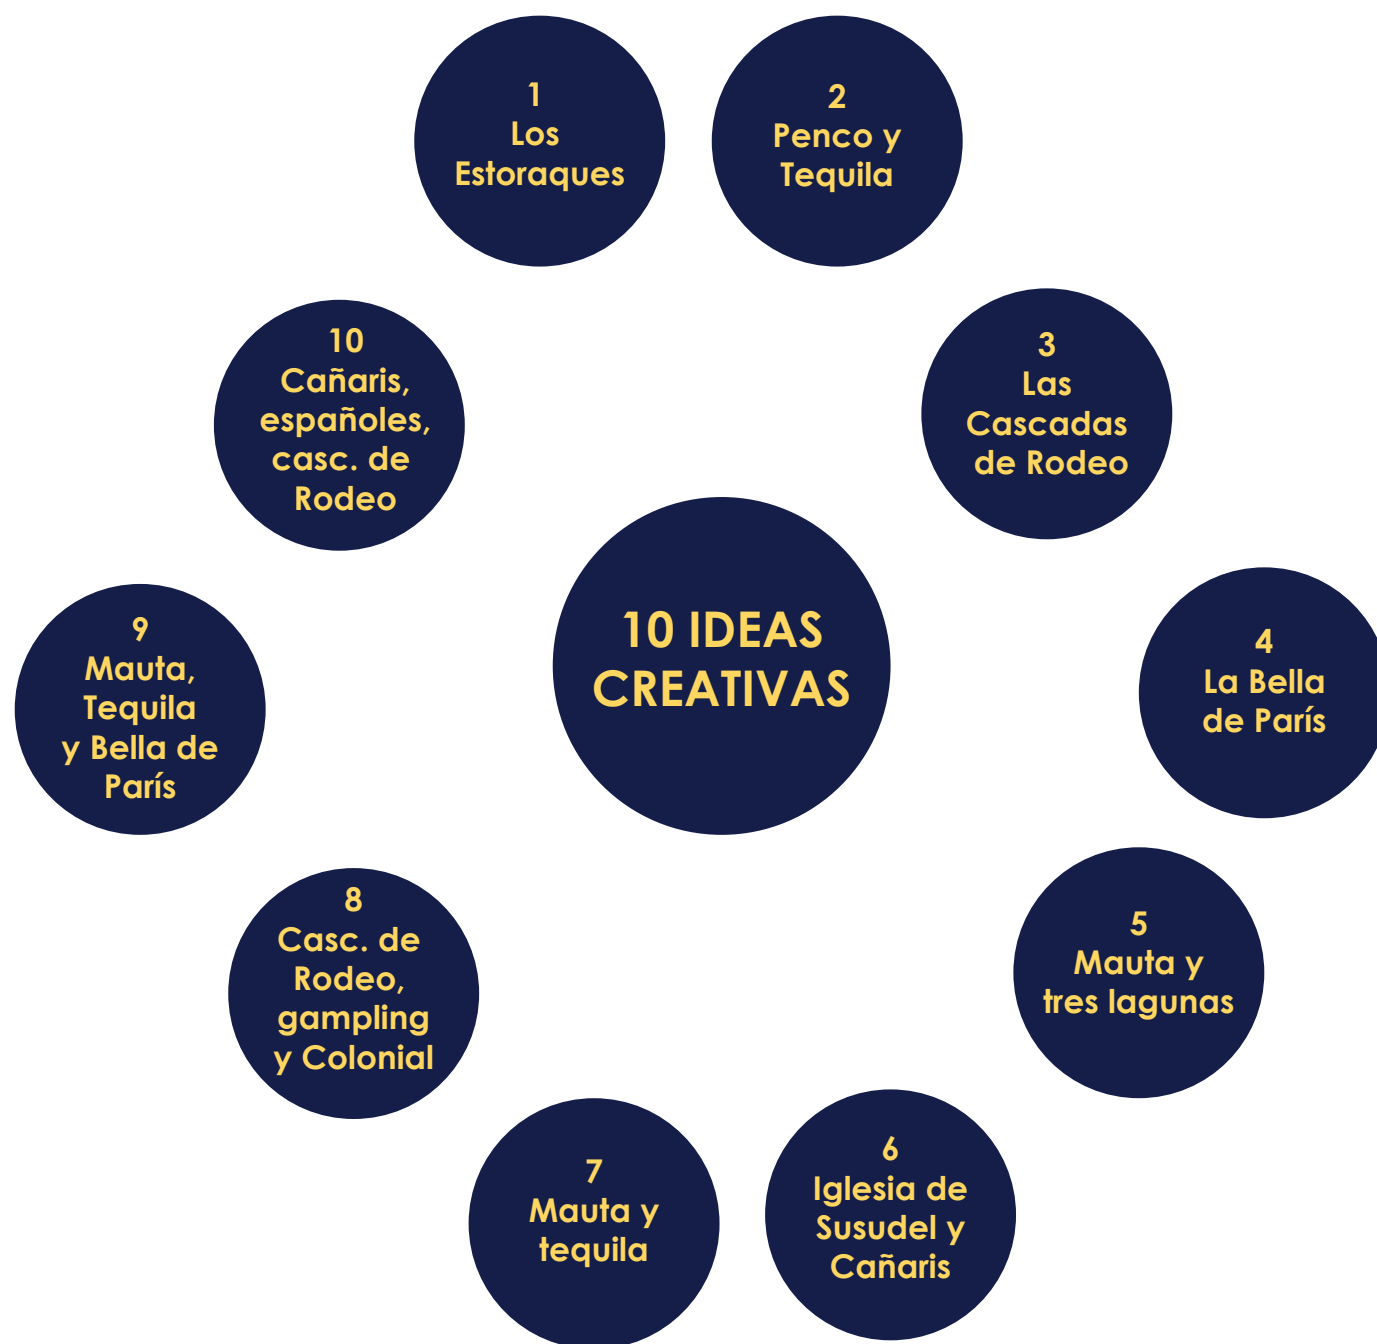 1
Los
Estoraques
2
Penco y
Tequila
3
Las
Cascadas
de Rodeo
4
La Bella
de París
5
Mauta y
tres lagunas
6
Iglesia de
Susudel y
Cañaris
7
Mauta y
tequila
8
Casc. de
Rodeo,
gampling
y Colonial
9
Mauta,
Tequila
y Bella de
París
10
Cañaris,
españoles,
casc. de
Rodeo
10 IDEAS
CREATIVAS